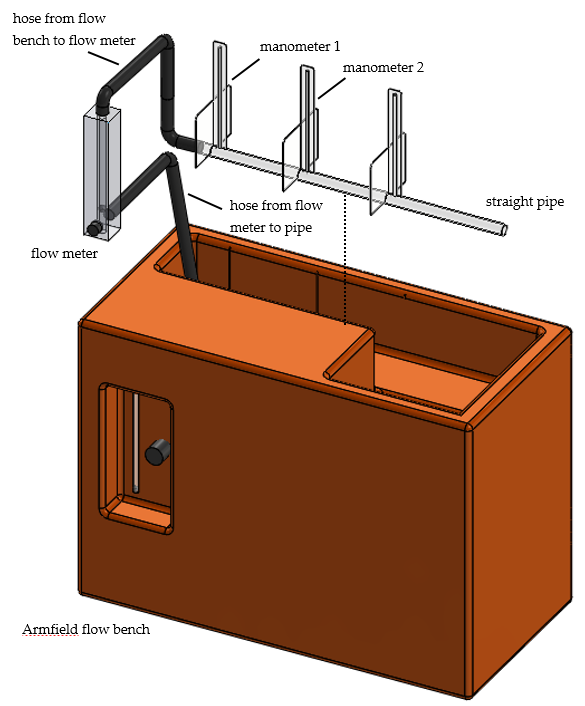 hose from flow
bench to flow meter
manometer 1
manometer 2
straight pipe
hose from flow
meter to pipe
flow meter
Armfield flow bench